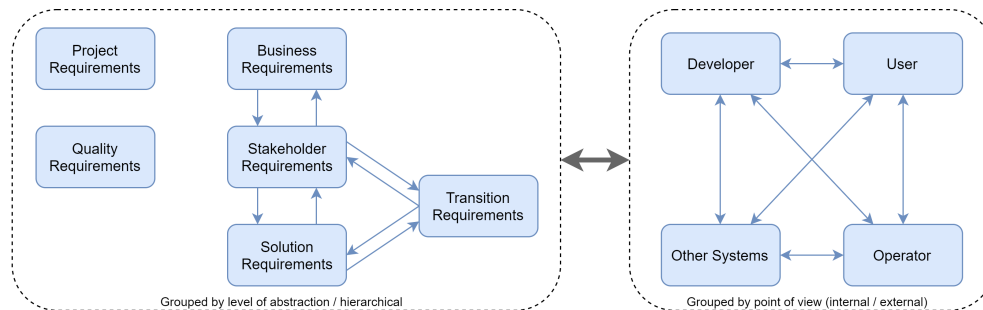 Project
Requirements
Business
Requirements
Quality
Requirements
Stakeholder
Requirements
Transition
Requirements
Solution
Requirements
Grouped by level of abstraction / hierarchical
Developer
User
Other Systems
Operator
Grouped by point of view (internal / external)